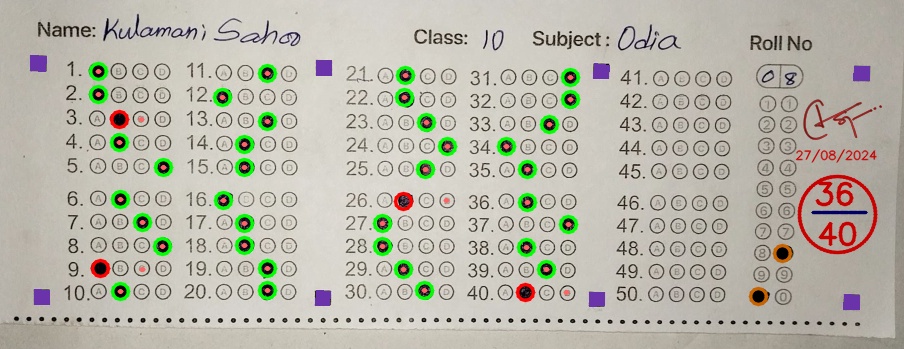 Name: Kulamani Sahoo Class: 10 Subject: Odia Roll No
1. B C D 11. A B D 21. A C D 31. A B C 41. A B C D 0 8
2. B C D 12. B C D 22. A C D 32. A B C 42. A B C D 1 1
3. A D 13. A B D 23. A B D 33. A B D 43. A B C D 2 2
4. A C D 14. A C D 24. A B C 34. B C D 44. A B C D 3 3
5. A B C 15. A C D 25. A B D 35. A C D 45. A B C D 4 4
27/08/2024
6. A C D 16. B C D 26. A C 36. A C D 46. A B C D 5 5
36
7. A B D 17. A C D 27. B C D 37. A B C 47. A B C D 6 6
40
8. A B C 18. A C D 28. B C D 38. A C D 48. A B C D 7 7
9. B D 19. A B D 29. A C D 39. A B D 49. A B C D 8
9 9
10. A C D 20. A B D 30. A B D 40. A C 50. A B C D 0